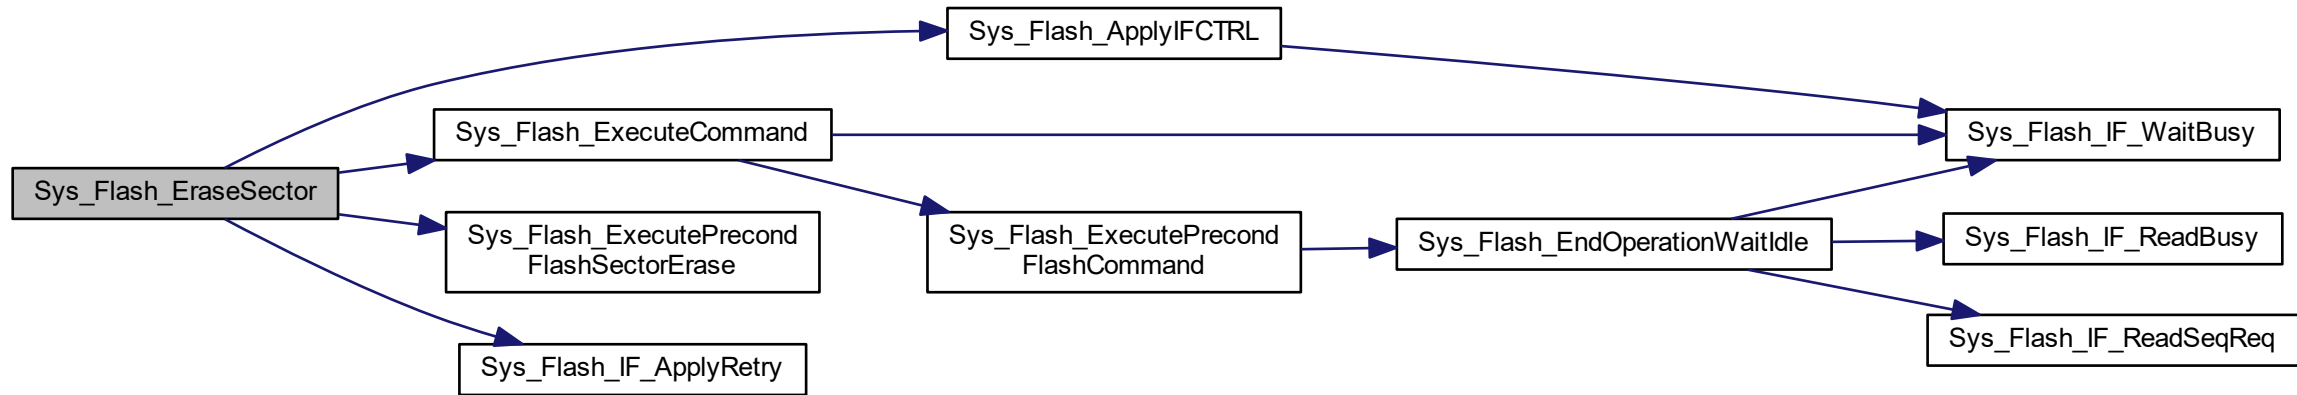 Sys_Flash_EraseSector
Sys_Flash_ApplyIFCTRL
Sys_Flash_ExecuteCommand
Sys_Flash_ExecutePrecond
FlashSectorErase
Sys_Flash_IF_ApplyRetry
Sys_Flash_ExecutePrecond
FlashCommand
Sys_Flash_EndOperationWaitIdle
Sys_Flash_IF_WaitBusy
Sys_Flash_IF_ReadBusy
Sys_Flash_IF_ReadSeqReq